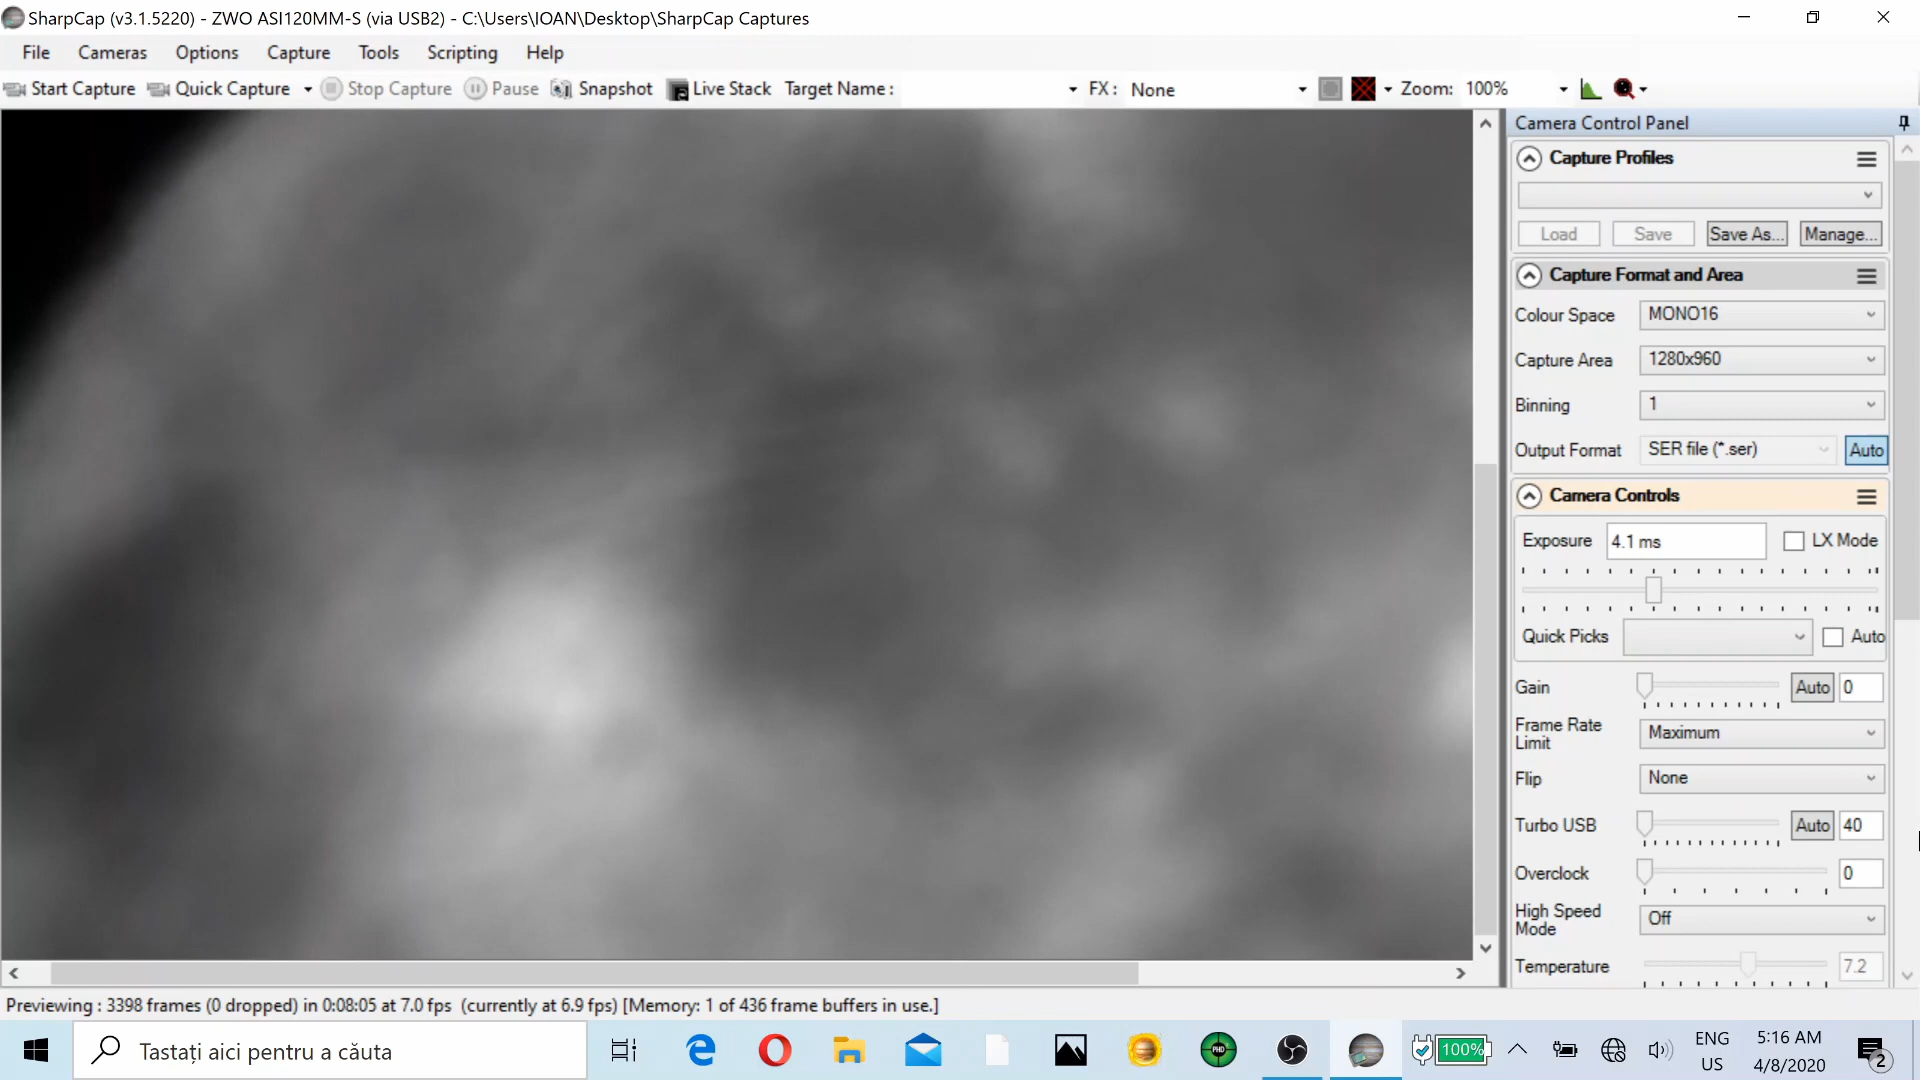 SharpCap (v3.1.5220) - ZWO ASI120MM-S (via USB2) - C:\Users\IOAN\Desktop\SharpCap Captures
File Cameras Options Capture Tools Scripting Help
Start Capture Quick Capture Stop Capture Pause Snapshot Live Stack Target Name : FX : None Zoom: 100%
Camera Control Panel
Capture Profiles
Load Save Save As... Manage...
Capture Format and Area
Colour Space MONO16
Capture Area 1280x960
Binning 1
Output Format SER file (*.ser) Auto
Camera Controls
Exposure 4.1 ms LX Mode
Quick Picks Auto
Gain Auto 0
Frame Rate Limit Maximum
Flip None
Turbo USB Auto 40
Overclock 0
High Speed Mode Off
Temperature 7.2
Previewing : 3398 frames (0 dropped) in 0:08:05 at 7.0 fps (currently at 6.9 fps) [Memory: 1 of 436 frame buffers in use.]
Tastați aici pentru a căuta
PHD
100%
ENG
US
5:16 AM
4/8/2020
2